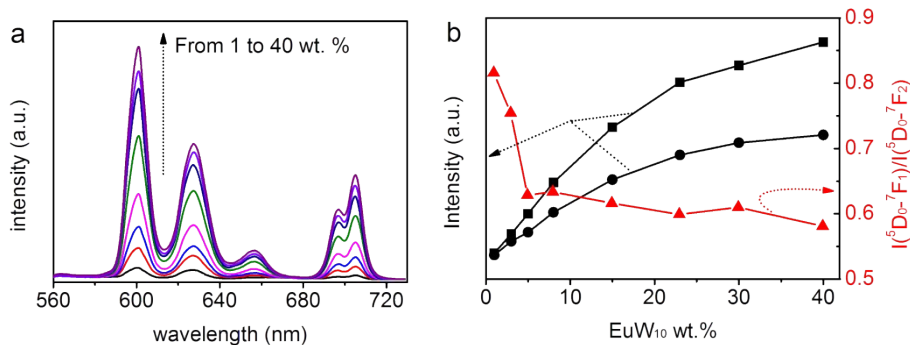 a
From 1 to 40 wt. %
intensity (a.u.)
560 600 640 680 720
wavelength (nm)
b
Intensity (a.u.)
0 10 20 30 40
EuW₁₀ wt.%
0.9
0.8
0.7
0.6
0.5
I(⁵D₀-⁷F₁)/I(⁵D₀-⁷F₂)